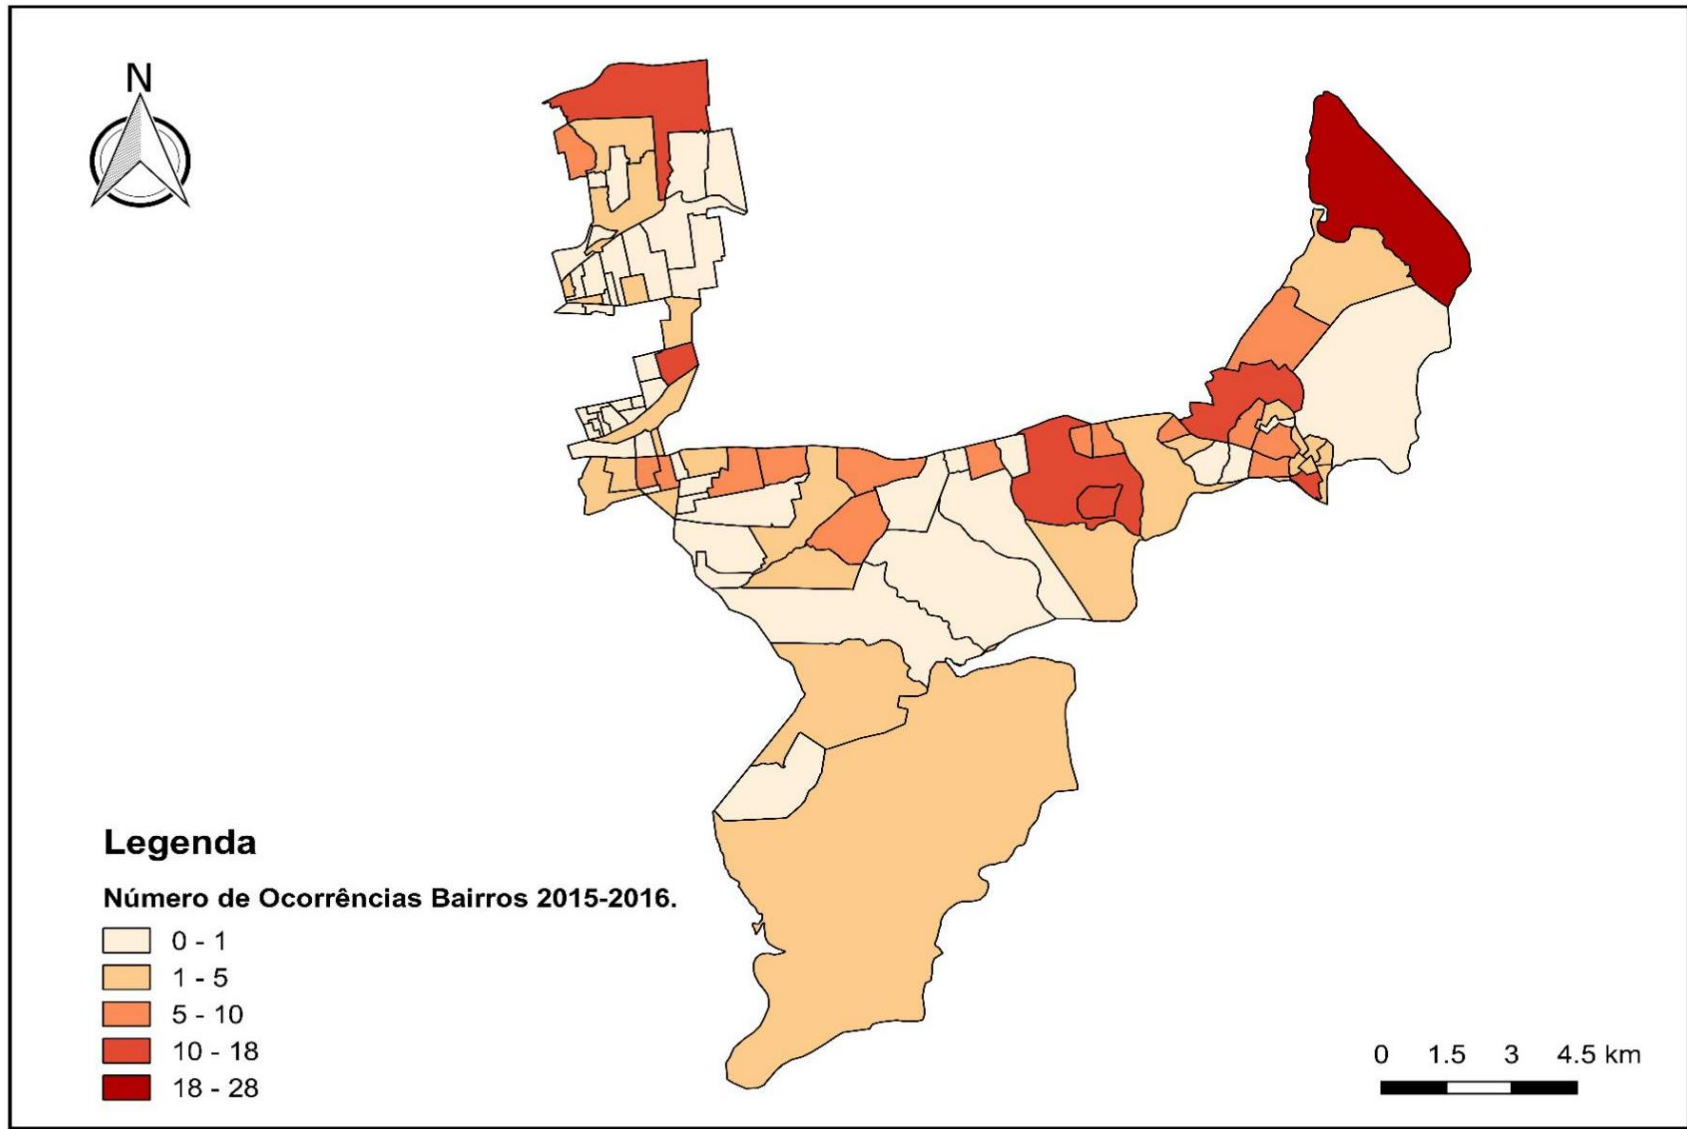 N
Legenda
Número de Ocorrências Bairros 2015-2016.
0 - 1
1 - 5
5 - 10
10 - 18
18 - 28
0 1.5 3 4.5 km